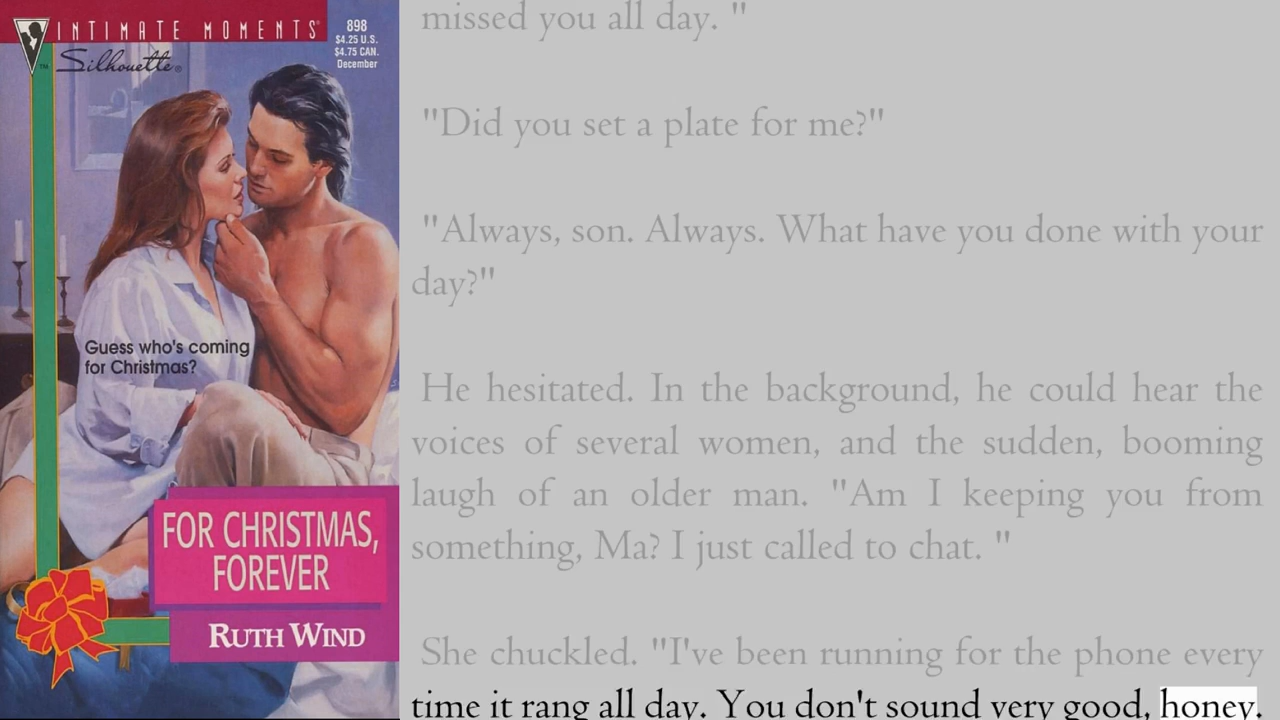 INTIMATE MOMENTS®
898
$4.25 U.S.
$4.75 CAN.
December
™ Silhouette®
Guess who's coming
for Christmas?
FOR CHRISTMAS,
FOREVER
RUTH WIND
missed you all day. "
"Did you set a plate for me?"
"Always, son. Always. What have you done with your
day?"
He hesitated. In the background, he could hear the
voices of several women, and the sudden, booming
laugh of an older man. "Am I keeping you from
something, Ma? I just called to chat. "
She chuckled. "I've been running for the phone every
time it rang all day. You don't sound very good, honey.